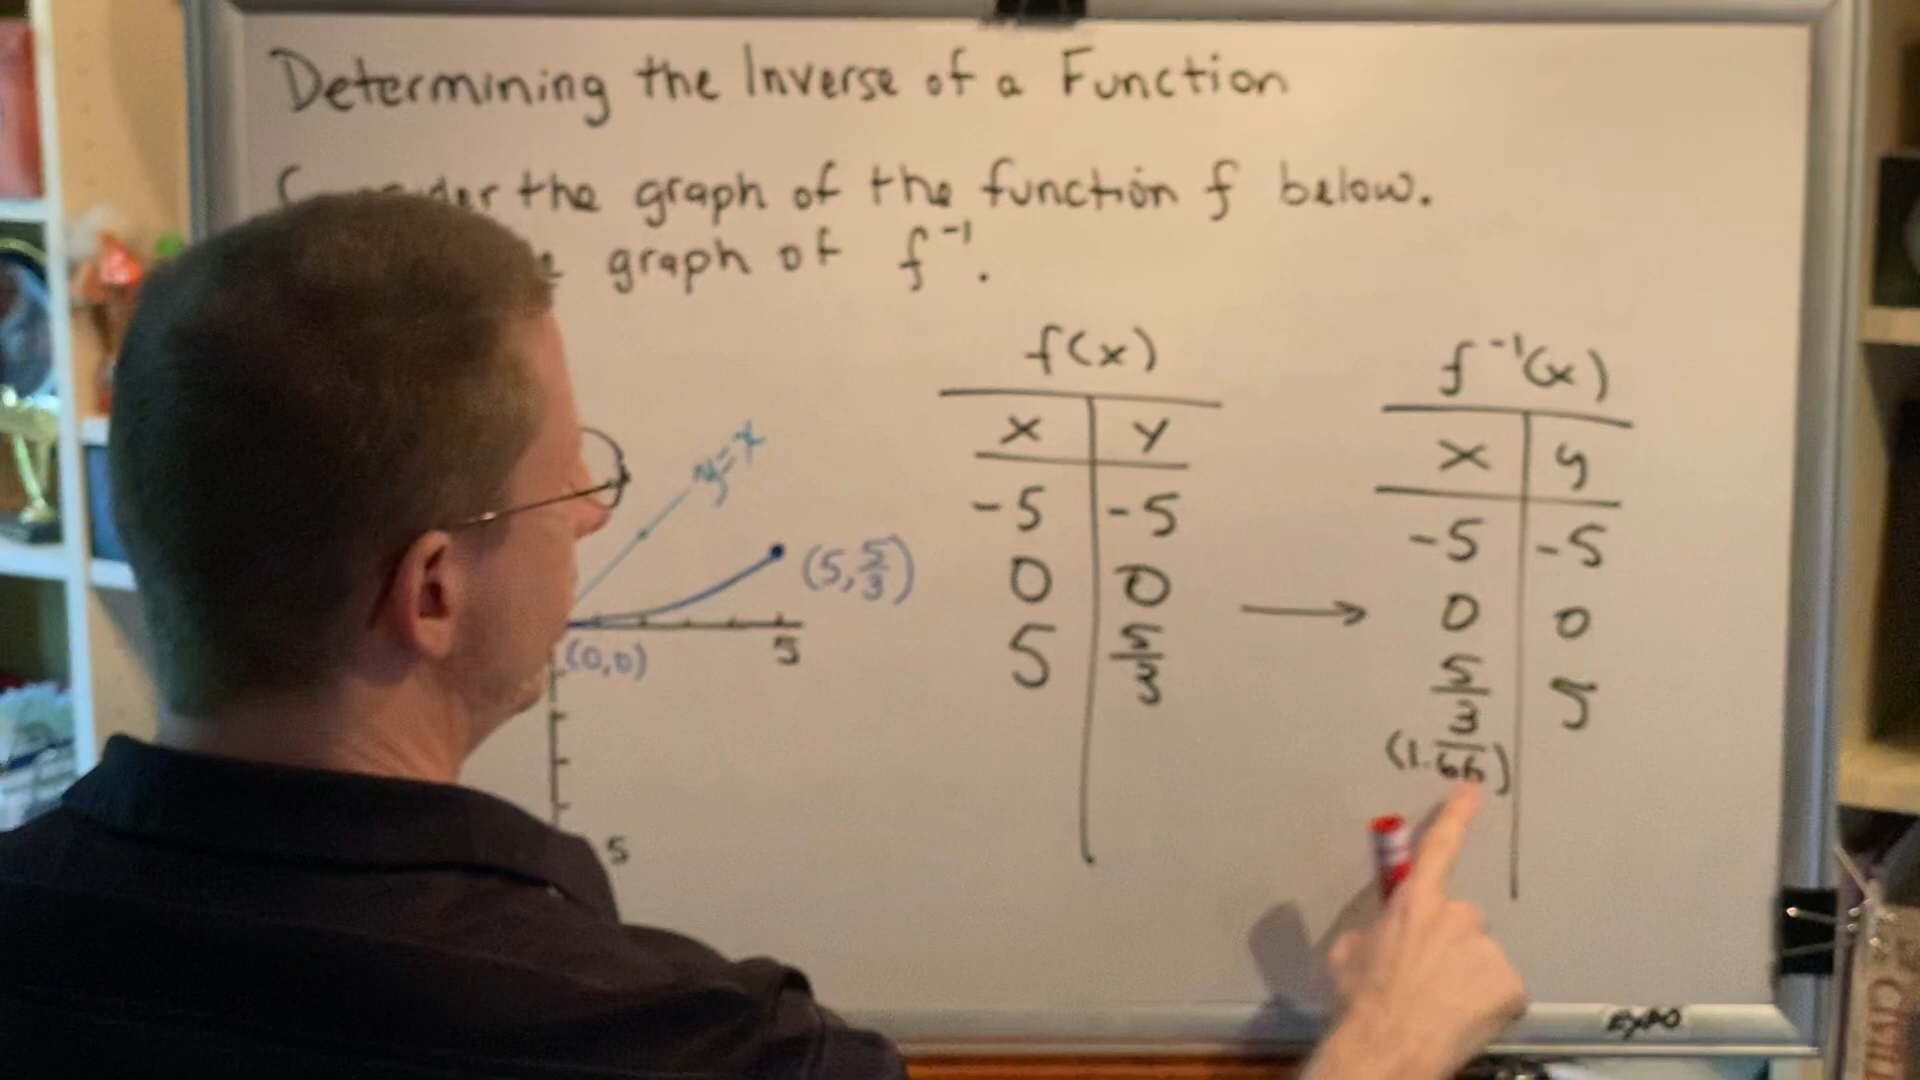 Determining the Inverse of a Function
the graph of the function f below.
graph of f⁻¹.
y=x
(5, 5/3)
(0,0)
5
5
f(x)
x y
-5 -5
0 0
5 5/3
→
f⁻¹(x)
x y
-5 -5
0 0
5/3 5
(1.66)
EXPO